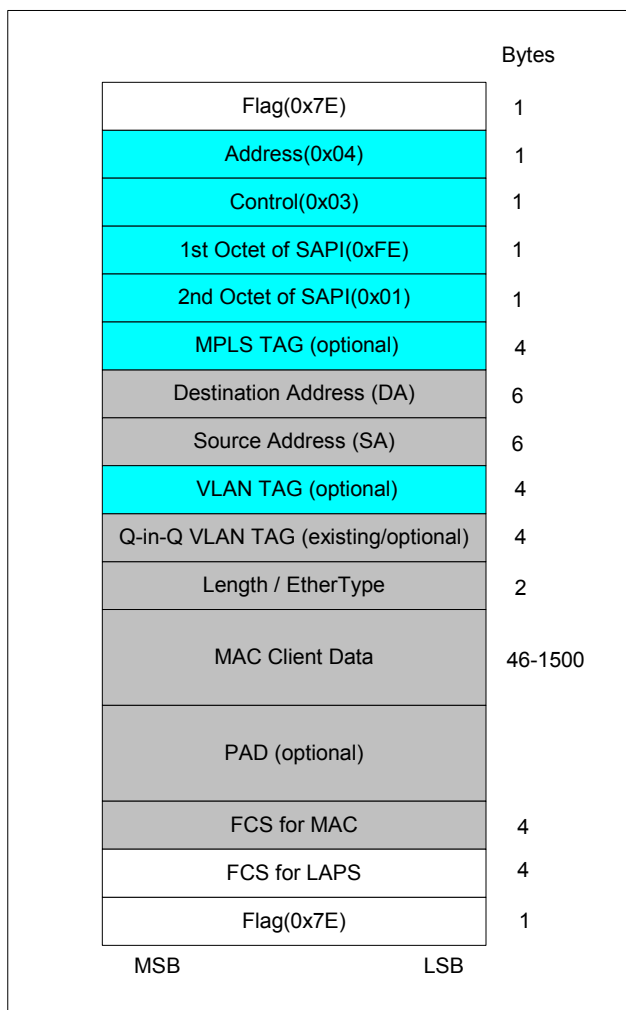 Bytes
Flag(0x7E) 1
Address(0x04) 1
Control(0x03) 1
1st Octet of SAPI(0xFE) 1
2nd Octet of SAPI(0x01) 1
MPLS TAG (optional) 4
Destination Address (DA) 6
Source Address (SA) 6
VLAN TAG (optional) 4
Q-in-Q VLAN TAG (existing/optional) 4
Length / EtherType 2
MAC Client Data 46-1500
PAD (optional)
FCS for MAC 4
FCS for LAPS 4
Flag(0x7E) 1
MSB LSB